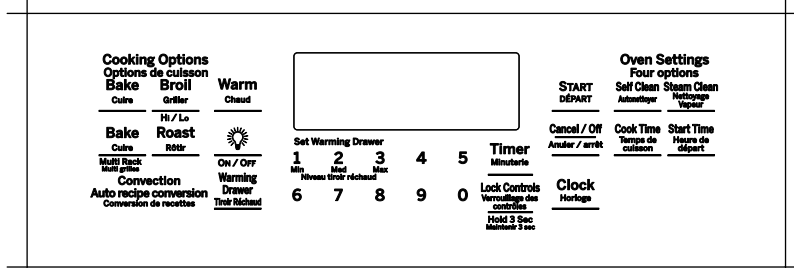 Cooking Options
Options de cuisson
Bake
Cuire
Broil
Griller
Hi / Lo
Warm
Chaud
Bake
Cuire
Multi Rack
Multi grilles
Roast
Rôtir
On / Off
Convection
Auto recipe conversion
Conversion de recettes
Warming
Drawer
Tiroir Réchaud
Set Warming Drawer
1 2 3 4 5
Min Med Max
Niveau tiroir réchaud
6 7 8 9 0
Timer
Minuterie
Lock Controls
Verrouillage des
contrôles
Hold 3 Sec
Maintenir 3 sec
Start
DÉPART
Cancel / Off
Anuler / arrêt
Clock
Horloge
Oven Settings
Four options
Self Clean
Autonettoyer
Steam Clean
Nettoyage
Vapeur
Cook Time
Temps de
cuisson
Start Time
Heure de
départ